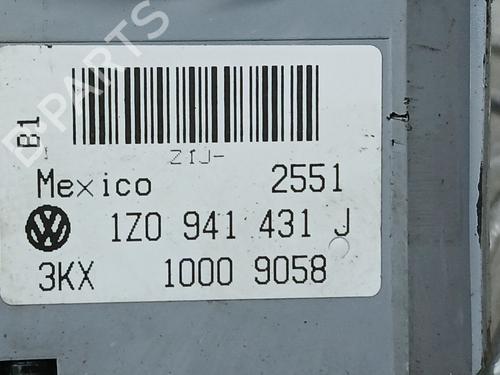 B-PARTS
B1
ZIJ-
Mexico 2551
1Z0 941 431 J
3KX 1000 9058